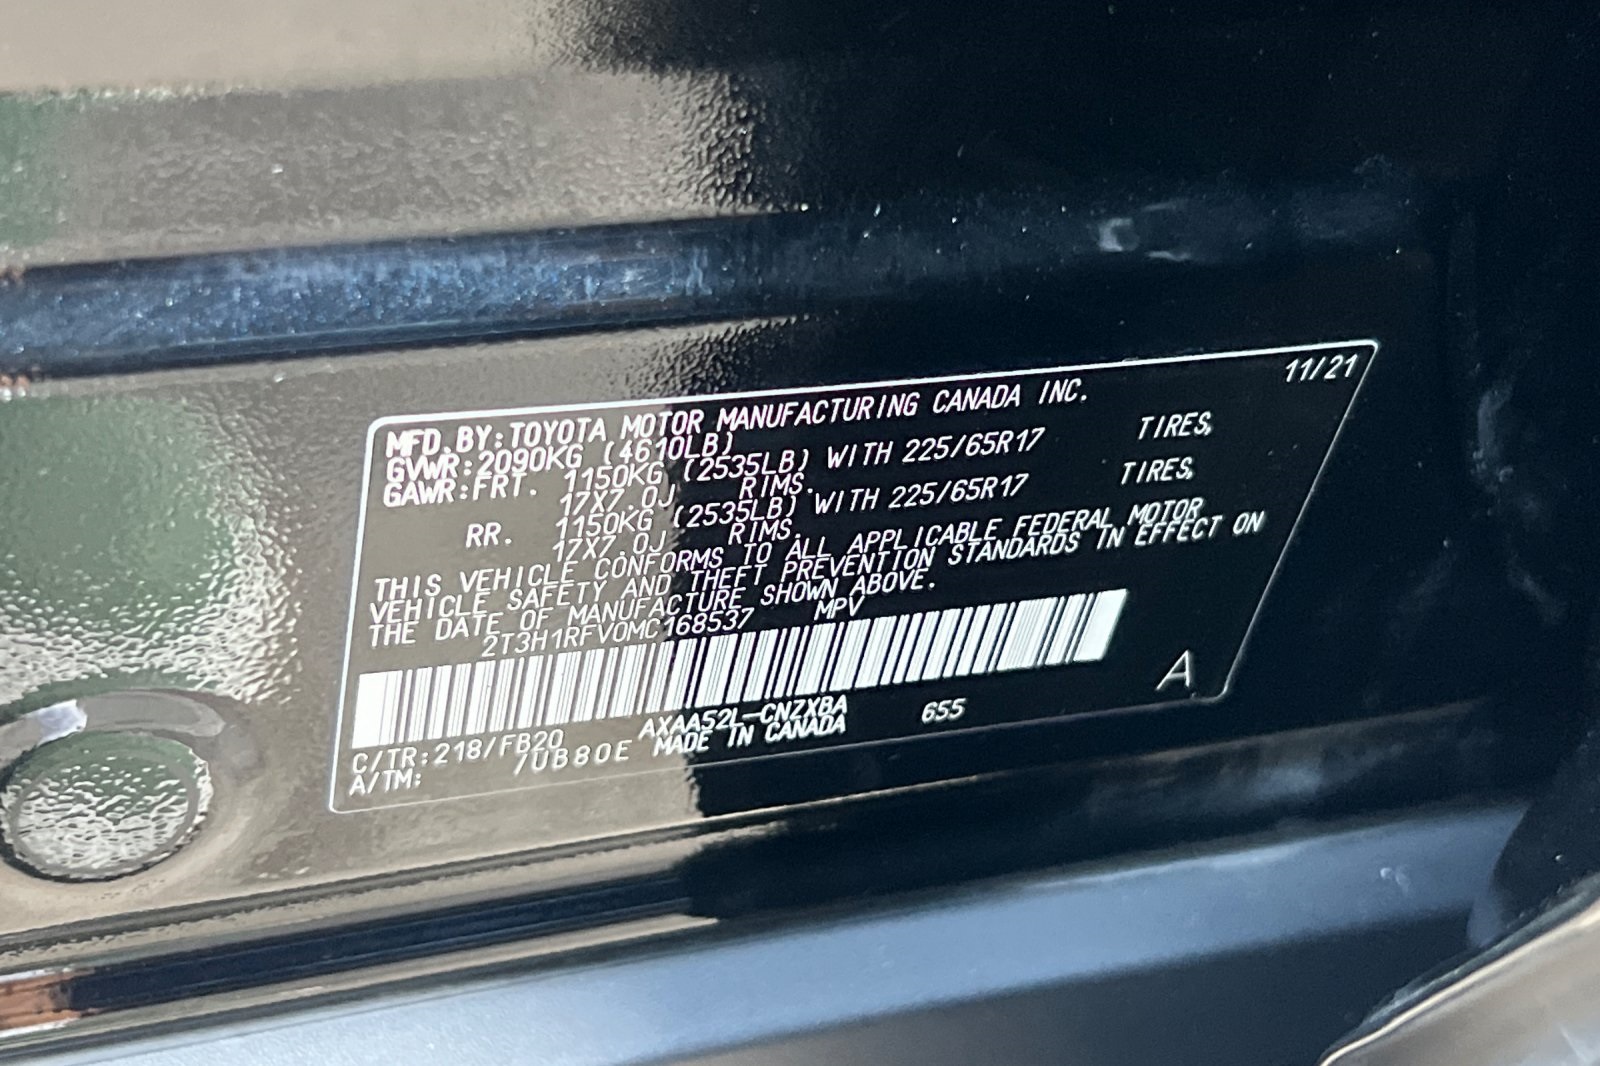 11/21
MFD. BY: TOYOTA MOTOR MANUFACTURING CANADA INC.
GVWR: 2090KG (4610LB)
GAWR: FRT. 1150KG (2535LB) WITH 225/65R17 TIRES,
17X7.0J RIMS.
RR. 1150KG (2535LB) WITH 225/65R17 TIRES,
17X7.0J RIMS.
THIS VEHICLE CONFORMS TO ALL APPLICABLE FEDERAL MOTOR
VEHICLE SAFETY AND THEFT PREVENTION STANDARDS IN EFFECT ON
THE DATE OF MANUFACTURE SHOWN ABOVE.
2T3H1RFV0MC168537 MPV
A
AXAA52L-CNZXBA 655
C/TR: 218/FB20 MADE IN CANADA
A/TM: /UB80E